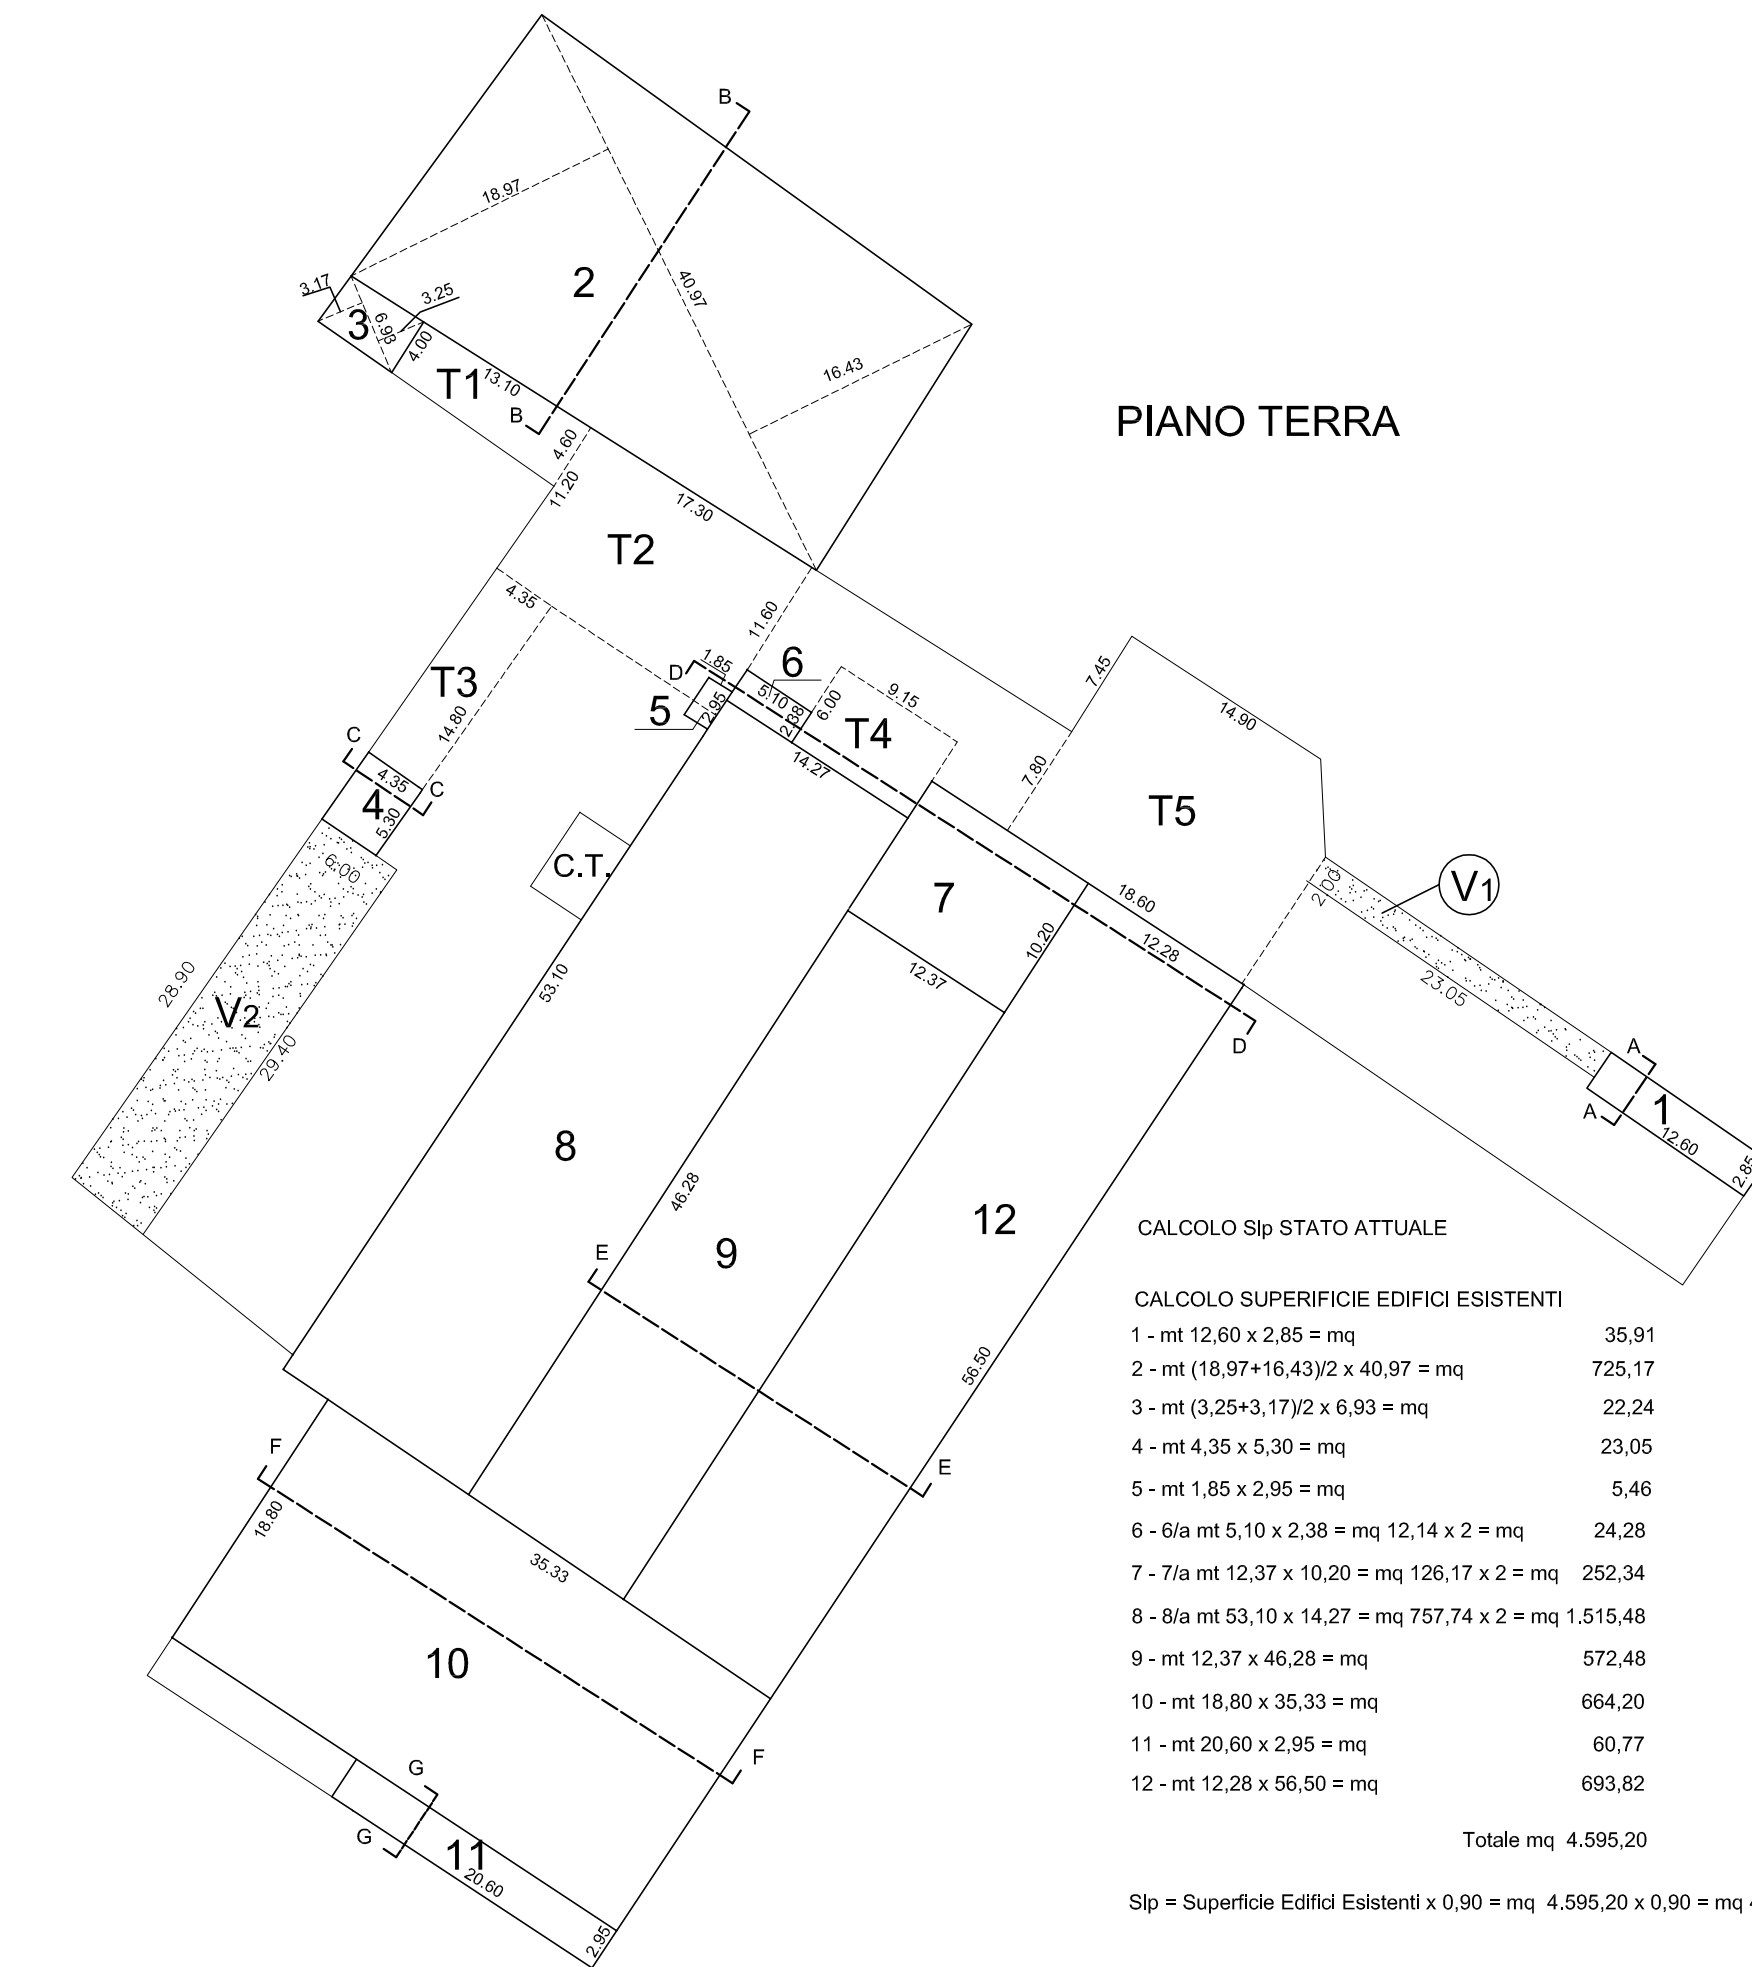 B
18.97
2
40.97
3.17
3.25
3
6.93
4.00
T1
13.10
B
16.43
PIANO TERRA
4.60
11.20
17.30
T2
4.35
11.60
1.85
6
D
5.10
9.15
7.45
T3
5
2.95
2.38
6.00
T4
14.90
14.80
C
14.27
7.80
4.35
C
4
5.30
T5
6.00
C.T.
V1
2.00
7
18.60
10.20
12.28
12.37
23.05
53.10
28.90
V2
29.40
D
A
A
1
12.60
2.85
8
46.28
12
9
E
56.50
E
F
18.80
35.33
10
F
G
G
11
20.60
2.95
CALCOLO Slp STATO ATTUALE
CALCOLO SUPERIFICIE EDIFICI ESISTENTI
1 - mt 12,60 x 2,85 = mq 35,91
2 - mt (18,97+16,43)/2 x 40,97 = mq 725,17
3 - mt (3,25+3,17)/2 x 6,93 = mq 22,24
4 - mt 4,35 x 5,30 = mq 23,05
5 - mt 1,85 x 2,95 = mq 5,46
6 - 6/a mt 5,10 x 2,38 = mq 12,14 x 2 = mq 24,28
7 - 7/a mt 12,37 x 10,20 = mq 126,17 x 2 = mq 252,34
8 - 8/a mt 53,10 x 14,27 = mq 757,74 x 2 = mq 1.515,48
9 - mt 12,37 x 46,28 = mq 572,48
10 - mt 18,80 x 35,33 = mq 664,20
11 - mt 20,60 x 2,95 = mq 60,77
12 - mt 12,28 x 56,50 = mq 693,82
Totale mq 4.595,20
Slp = Superficie Edifici Esistenti x 0,90 = mq 4.595,20 x 0,90 = mq